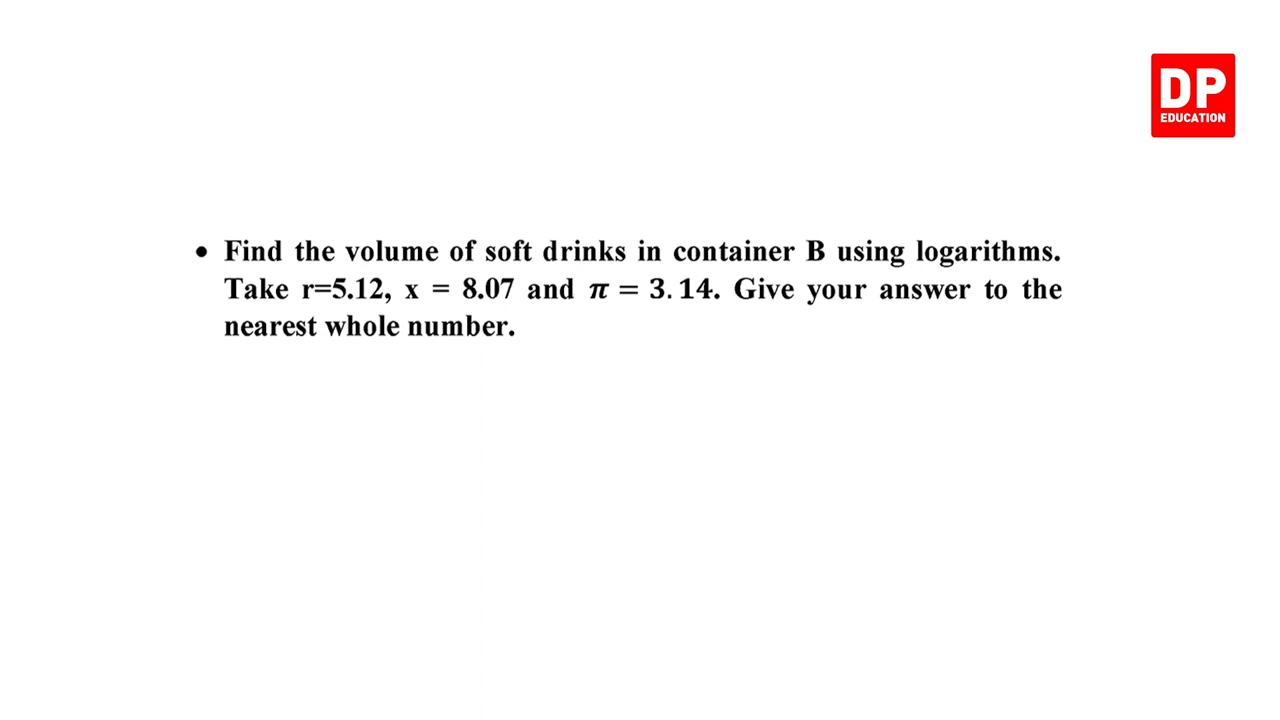 DP
EDUCATION
• Find the volume of soft drinks in container B using logarithms.
Take r=5.12, x = 8.07 and π = 3.14. Give your answer to the
nearest whole number.